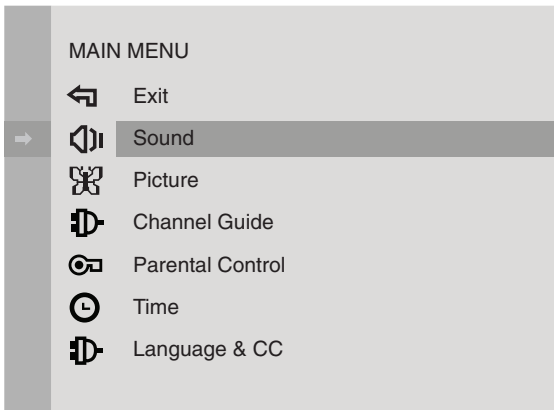 MAIN MENU
Exit
Sound
Picture
Channel Guide
Parental Control
Time
Language & CC